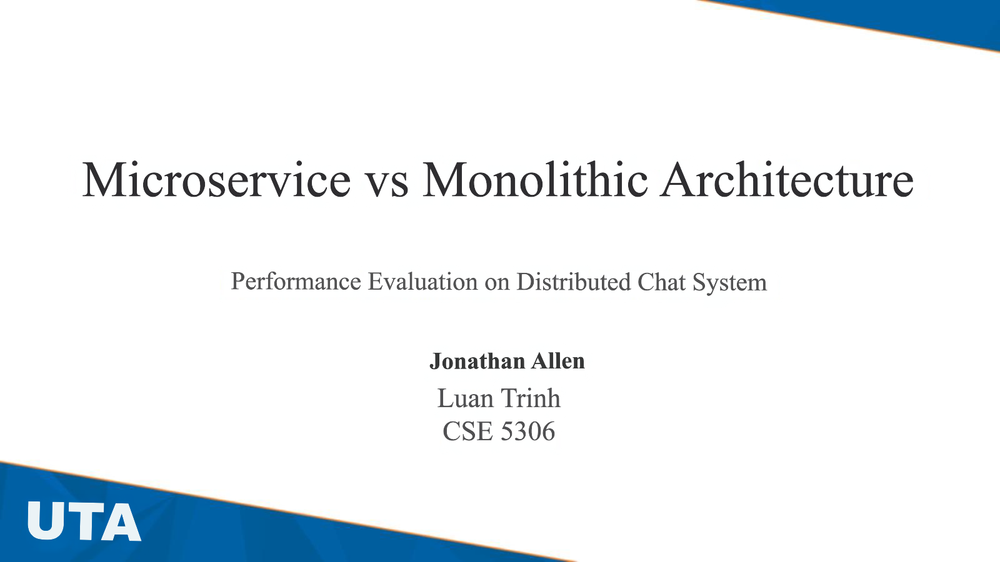 Microservice vs Monolithic Architecture
Performance Evaluation on Distributed Chat System
Jonathan Allen
Luan Trinh
CSE 5306
UTA